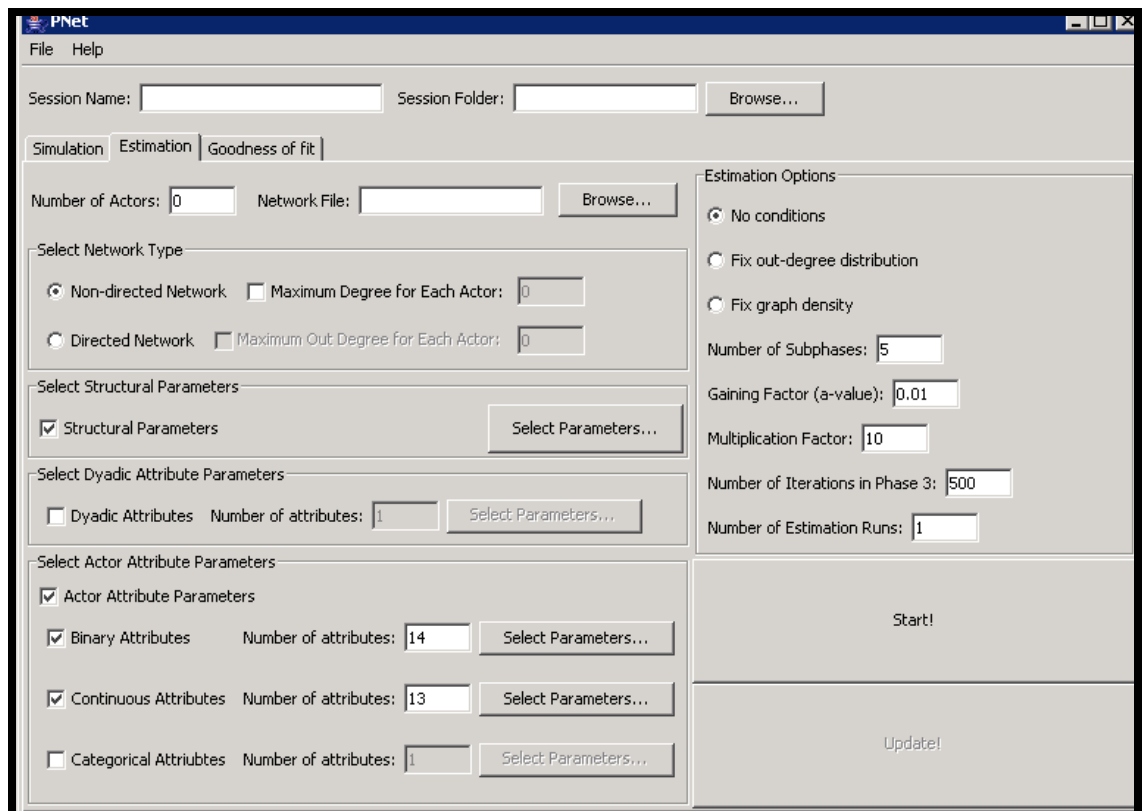 PNet
File Help
Session Name: Session Folder: Browse...
Simulation Estimation Goodness of fit
Number of Actors: 0 Network File: Browse...
Select Network Type
Non-directed Network Maximum Degree for Each Actor: 0
Directed Network Maximum Out Degree for Each Actor: 0
Select Structural Parameters
Structural Parameters Select Parameters...
Select Dyadic Attribute Parameters
Dyadic Attributes Number of attributes: 1 Select Parameters...
Select Actor Attribute Parameters
Actor Attribute Parameters
Binary Attributes Number of attributes: 14 Select Parameters...
Continuous Attributes Number of attributes: 13 Select Parameters...
Categorical Attriubtes Number of attributes: 1 Select Parameters...
Estimation Options
No conditions
Fix out-degree distribution
Fix graph density
Number of Subphases: 5
Gaining Factor (a-value): 0.01
Multiplication Factor: 10
Number of Iterations in Phase 3: 500
Number of Estimation Runs: 1
Start!
Update!